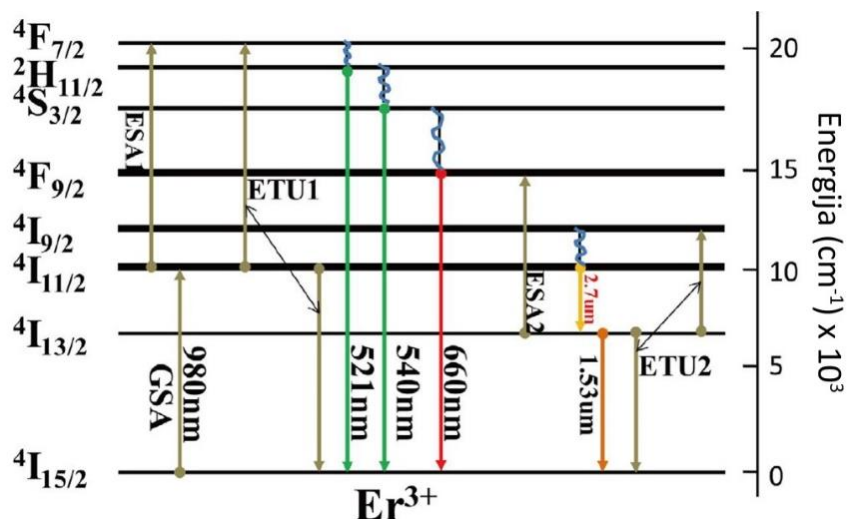 ⁴F₇/₂
²H₁₁/₂
⁴S₃/₂
⁴F₉/₂
⁴I₉/₂
⁴I₁₁/₂
⁴I₁₃/₂
⁴I₁₅/₂
ESA1
GSA
980nm
ETU1
521nm
540nm
660nm
ESA2
2.7um
1.53um
ETU2
Er³⁺
20
15
10
5
0
Energija (cm⁻¹) x 10³